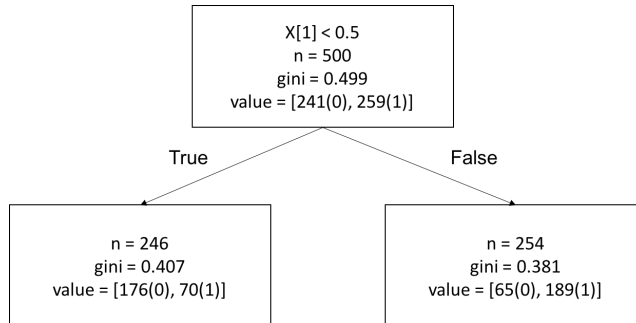 X[1] < 0.5
n = 500
gini = 0.499
value = [241(0), 259(1)]
True
False
n = 246
gini = 0.407
value = [176(0), 70(1)]
n = 254
gini = 0.381
value = [65(0), 189(1)]